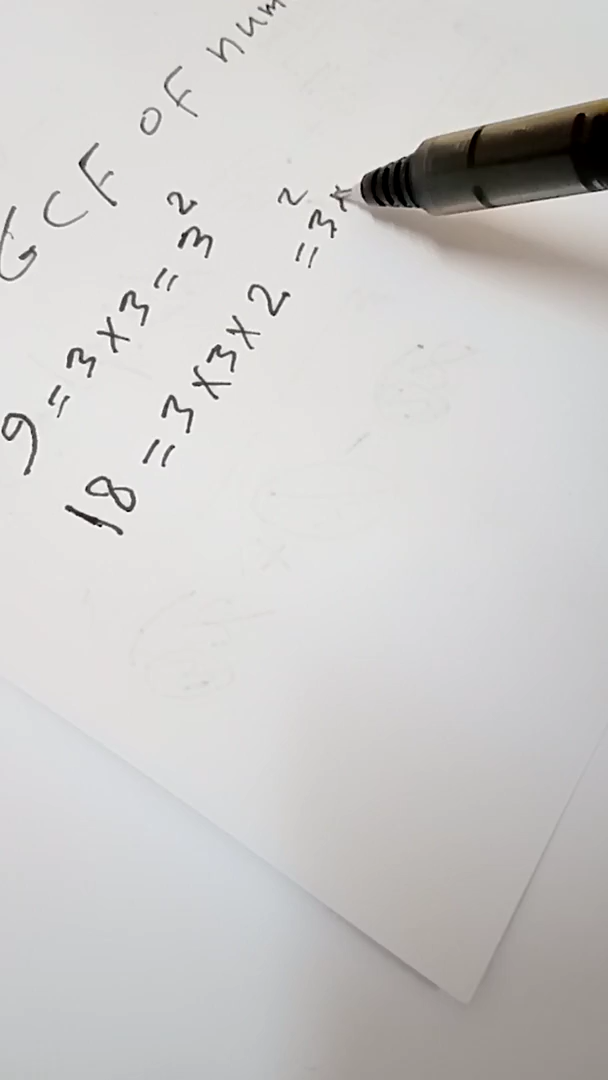 GCF of num
9 = 3 x 3 = 3²
18 = 3 x 3 x 2 = 3² x